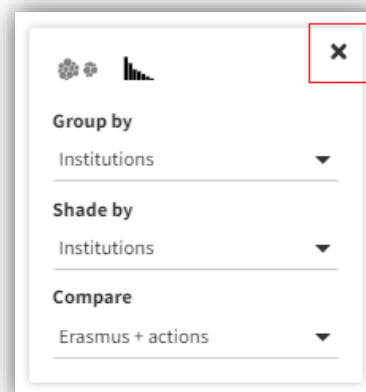 Group by
Institutions
Shade by
Institutions
Compare
Erasmus + actions